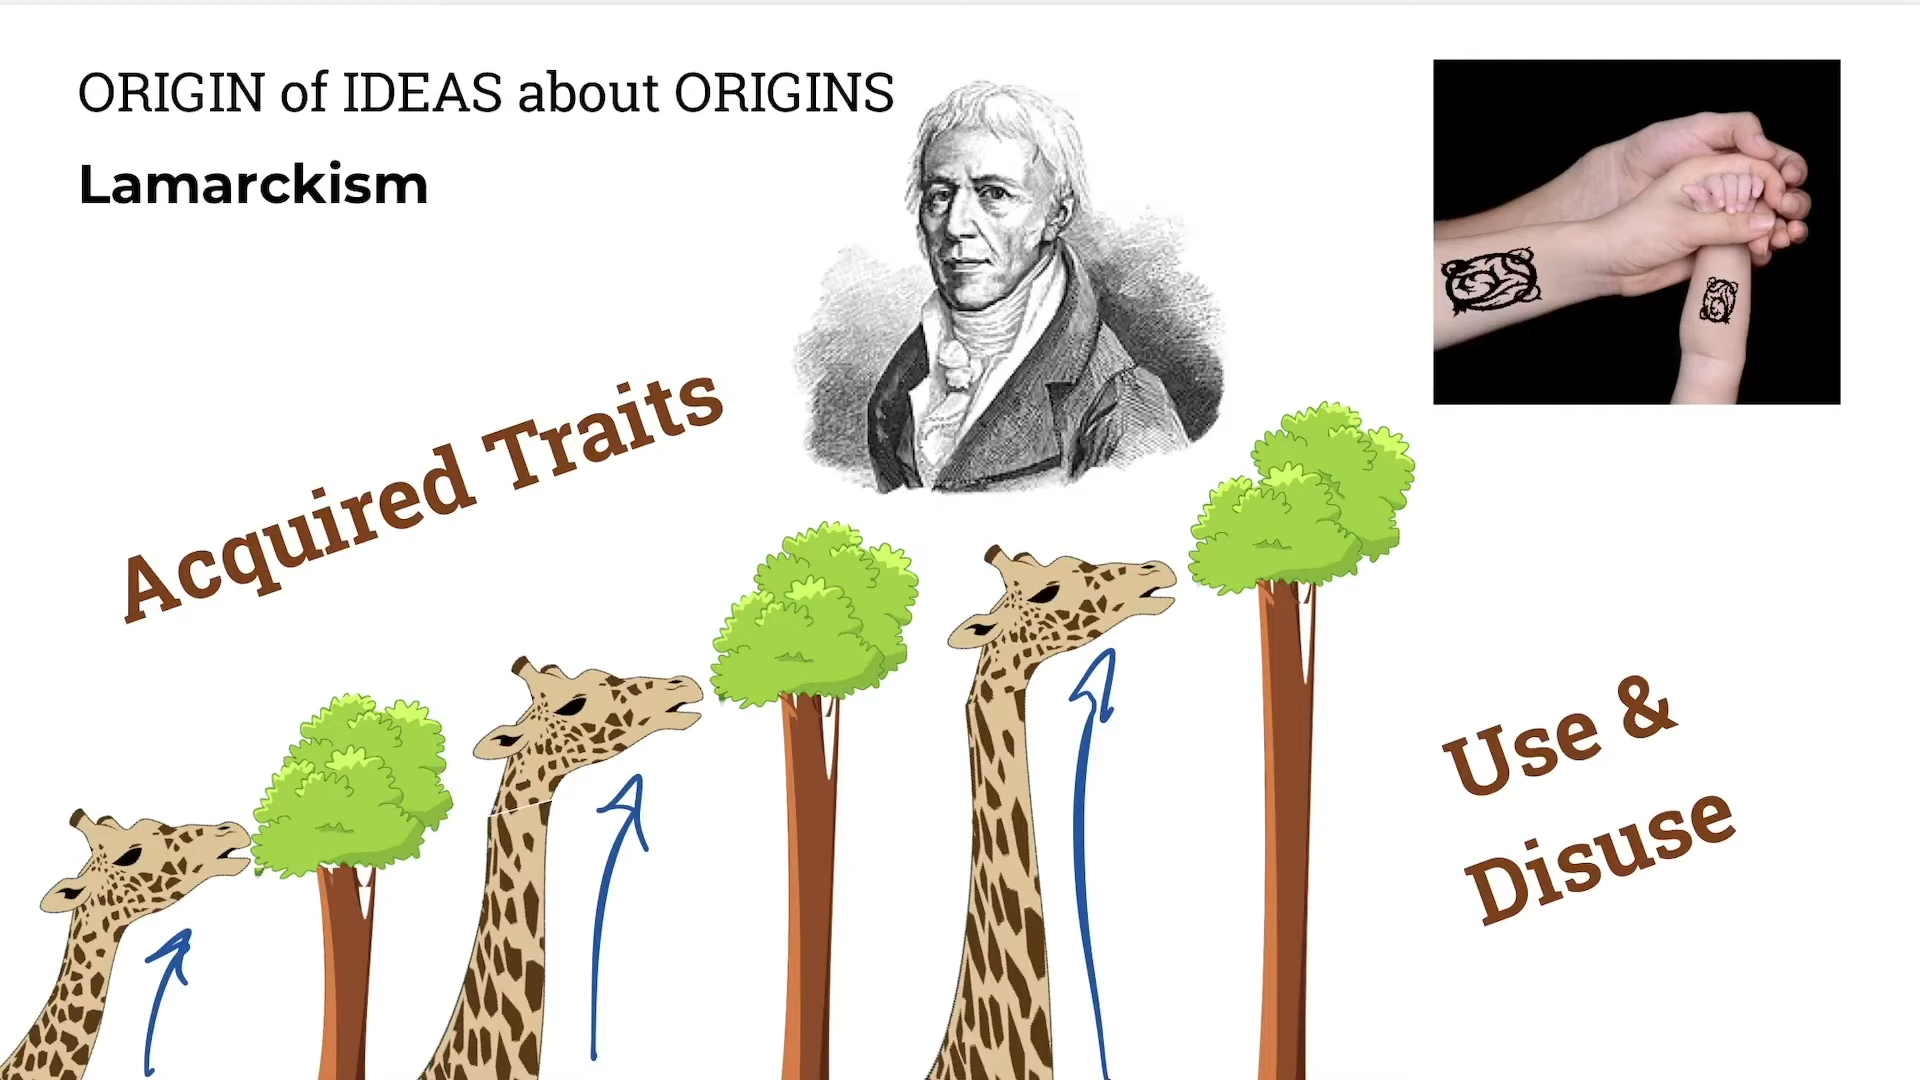 ORIGIN of IDEAS about ORIGINS
Lamarckism
Acquired Traits
Use &
Disuse